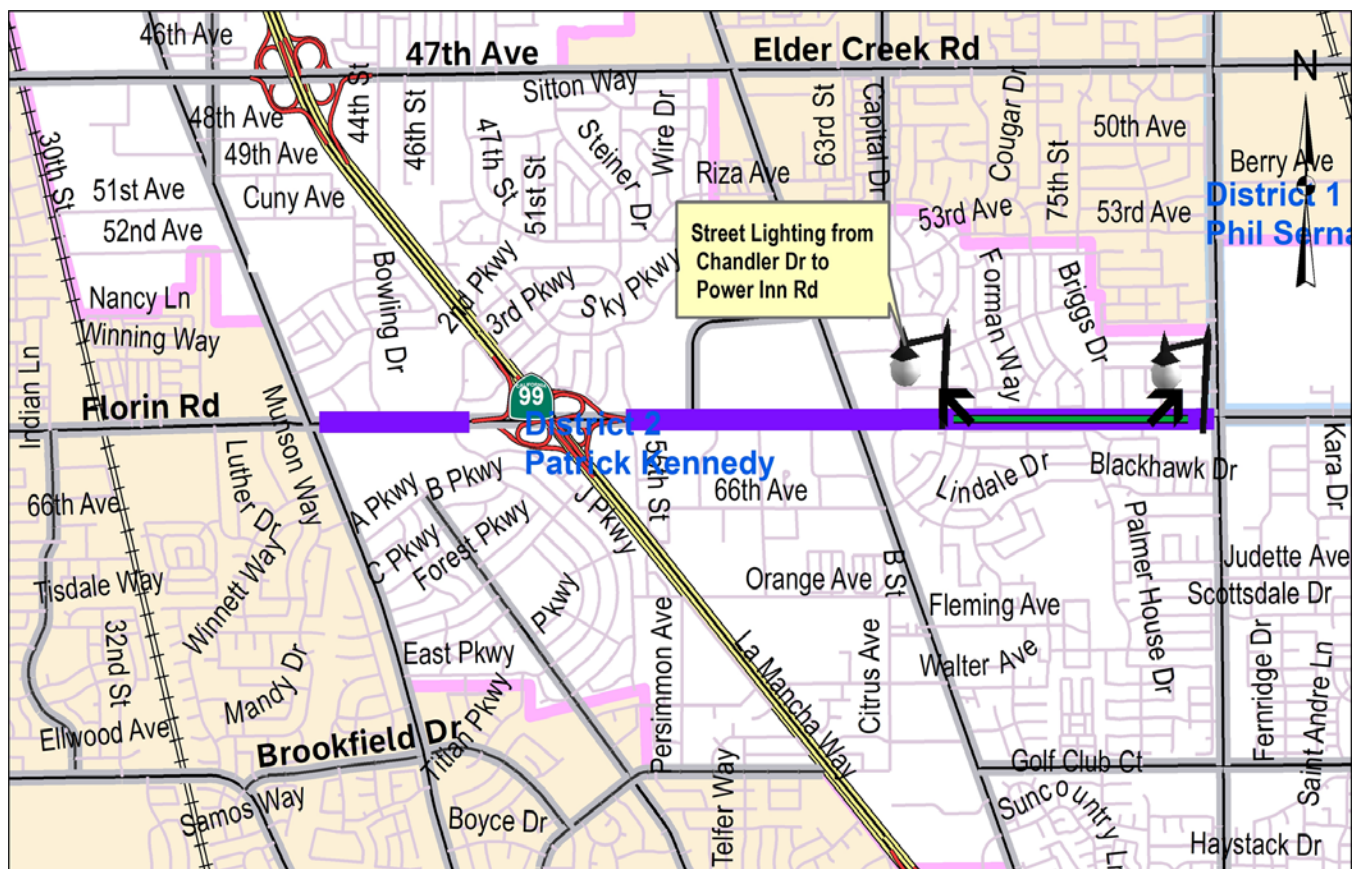 46th Ave
47th Ave
Elder Creek Rd
N
44th St
46th St
Sitton Way
Wire Dr
63rd St
Capital Dr
Cougar Dr
48th Ave
47th St
Steiner Dr
50th Ave
49th Ave
51st St
75th St
Berry Ave
30th St
51st Ave
Cuny Ave
Riza Ave
53rd Ave
53rd Ave
District 1
Phil Serna
52nd Ave
Street Lighting from
Chandler Dr to
Power Inn Rd
Bowling Dr
2nd Pkwy
3rd Pkwy
Sky Pkwy
Forman Way
Briggs Dr
Nancy Ln
Winning Way
Indian Ln
Florin Rd
Munson Way
CALIFORNIA
99
District 2
Patrick Kennedy
Luther Dr
A Pkwy
B Pkwy
J Pkwy
55th St
66th Ave
Lindale Dr
Blackhawk Dr
Kara Dr
66th Ave
C Pkwy
Forest Pkwy
Palmer House Dr
Tisdale Way
Winnett Way
Pkwy
Orange Ave
B St
Judette Ave
Scottsdale Dr
Fleming Ave
32nd St
Mandy Dr
East Pkwy
Persimmon Ave
La Mancha Way
Citrus Ave
Walter Ave
Fernridge Dr
Saint Andre Ln
Ellwood Ave
Brookfield Dr
Titian Pkwy
Golf Club Ct
Samos Way
Boyce Dr
Telfer Way
Suncountry Ln
Haystack Dr